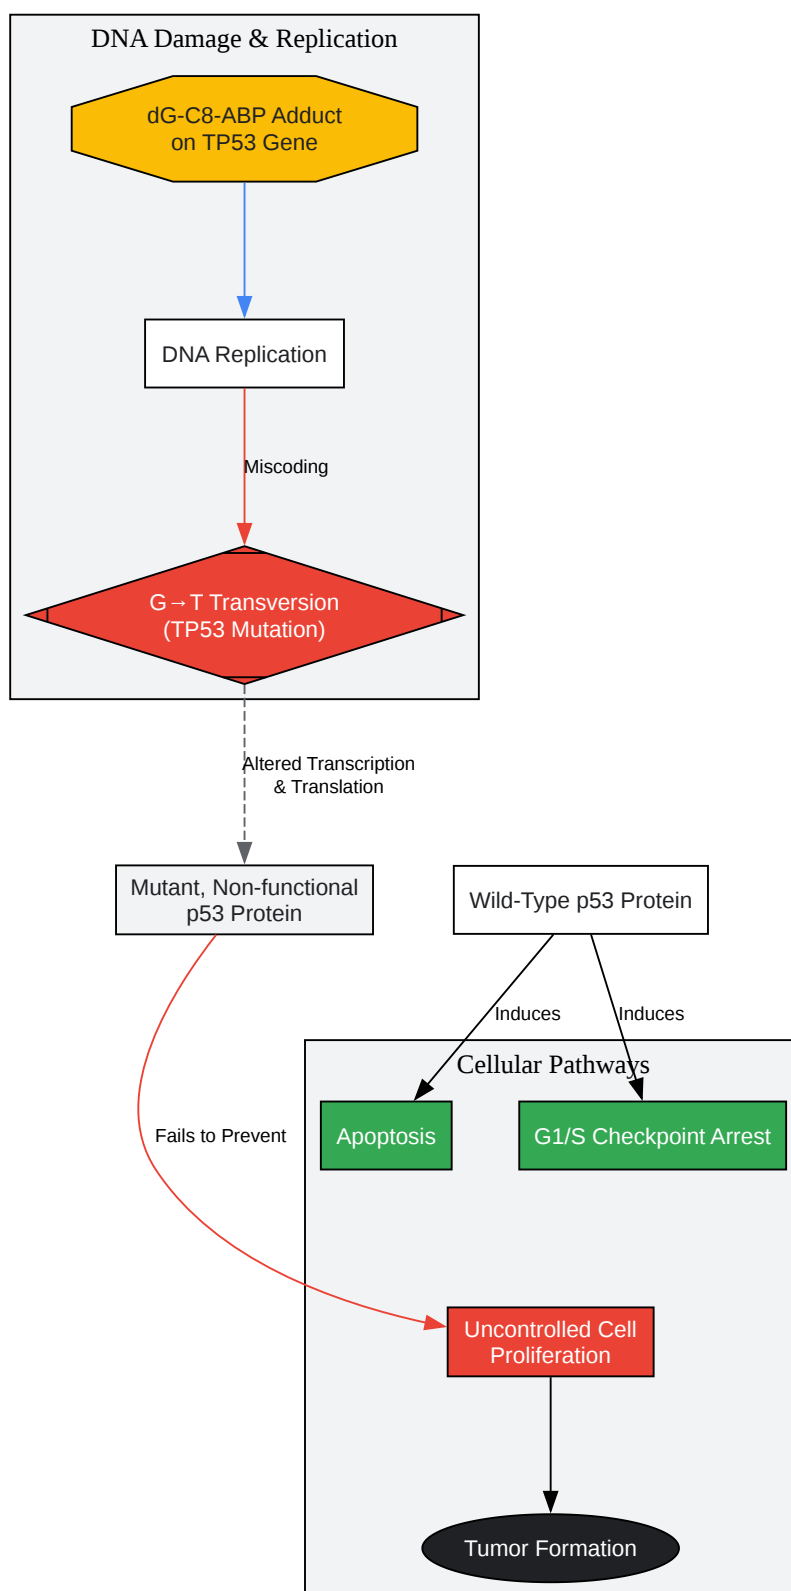 DNA Damage & Replication
dG-C8-ABP Adduct
on TP53 Gene
DNA Replication
Miscoding
G→T Transversion
(TP53 Mutation)
Altered Transcription
& Translation
Mutant, Non-functional
p53 Protein
Wild-Type p53 Protein
Induces
Induces
Cellular Pathways
Apoptosis
G1/S Checkpoint Arrest
Fails to Prevent
Uncontrolled Cell
Proliferation
Tumor Formation